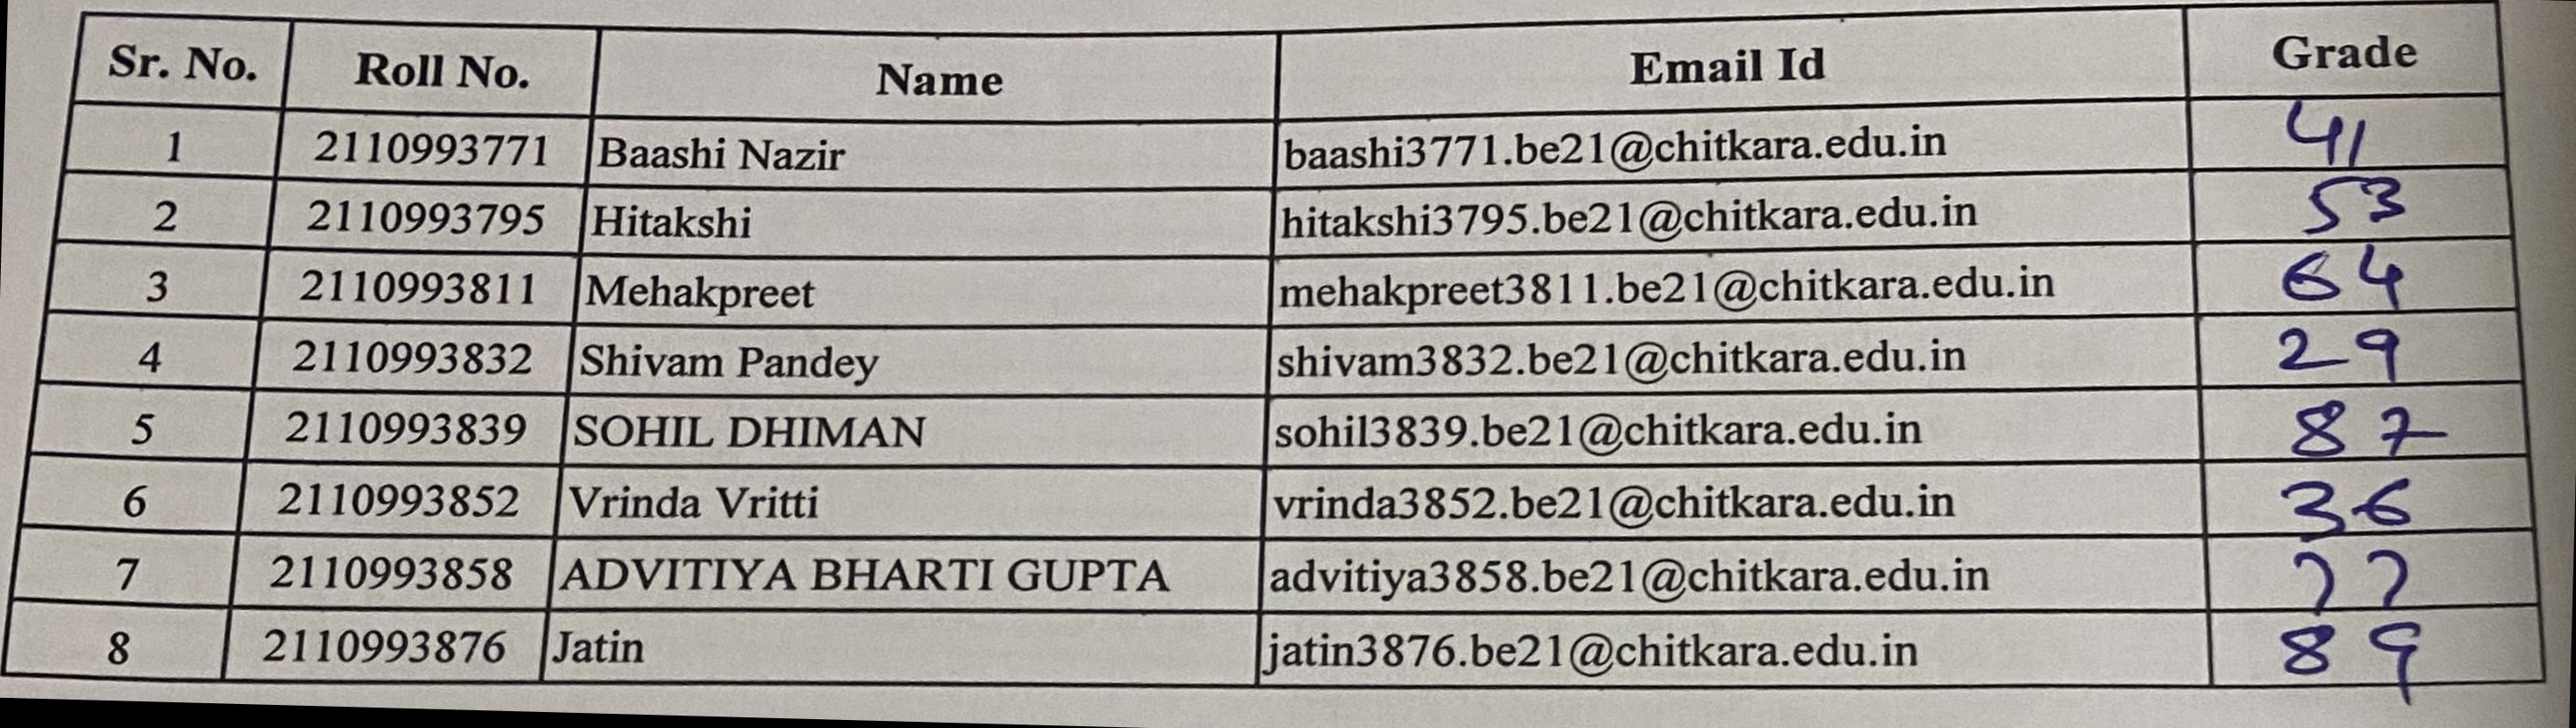 Sr. No. Roll No. Name Email Id Grade
1 2110993771 Baashi Nazir baashi3771.be21@chitkara.edu.in 41
2 2110993795 Hitakshi hitakshi3795.be21@chitkara.edu.in 53
3 2110993811 Mehakpreet mehakpreet3811.be21@chitkara.edu.in 64
4 2110993832 Shivam Pandey shivam3832.be21@chitkara.edu.in 29
5 2110993839 SOHIL DHIMAN sohil3839.be21@chitkara.edu.in 87
6 2110993852 Vrinda Vritti vrinda3852.be21@chitkara.edu.in 36
7 2110993858 ADVITIYA BHARTI GUPTA advitiya3858.be21@chitkara.edu.in 77
8 2110993876 Jatin jatin3876.be21@chitkara.edu.in 89